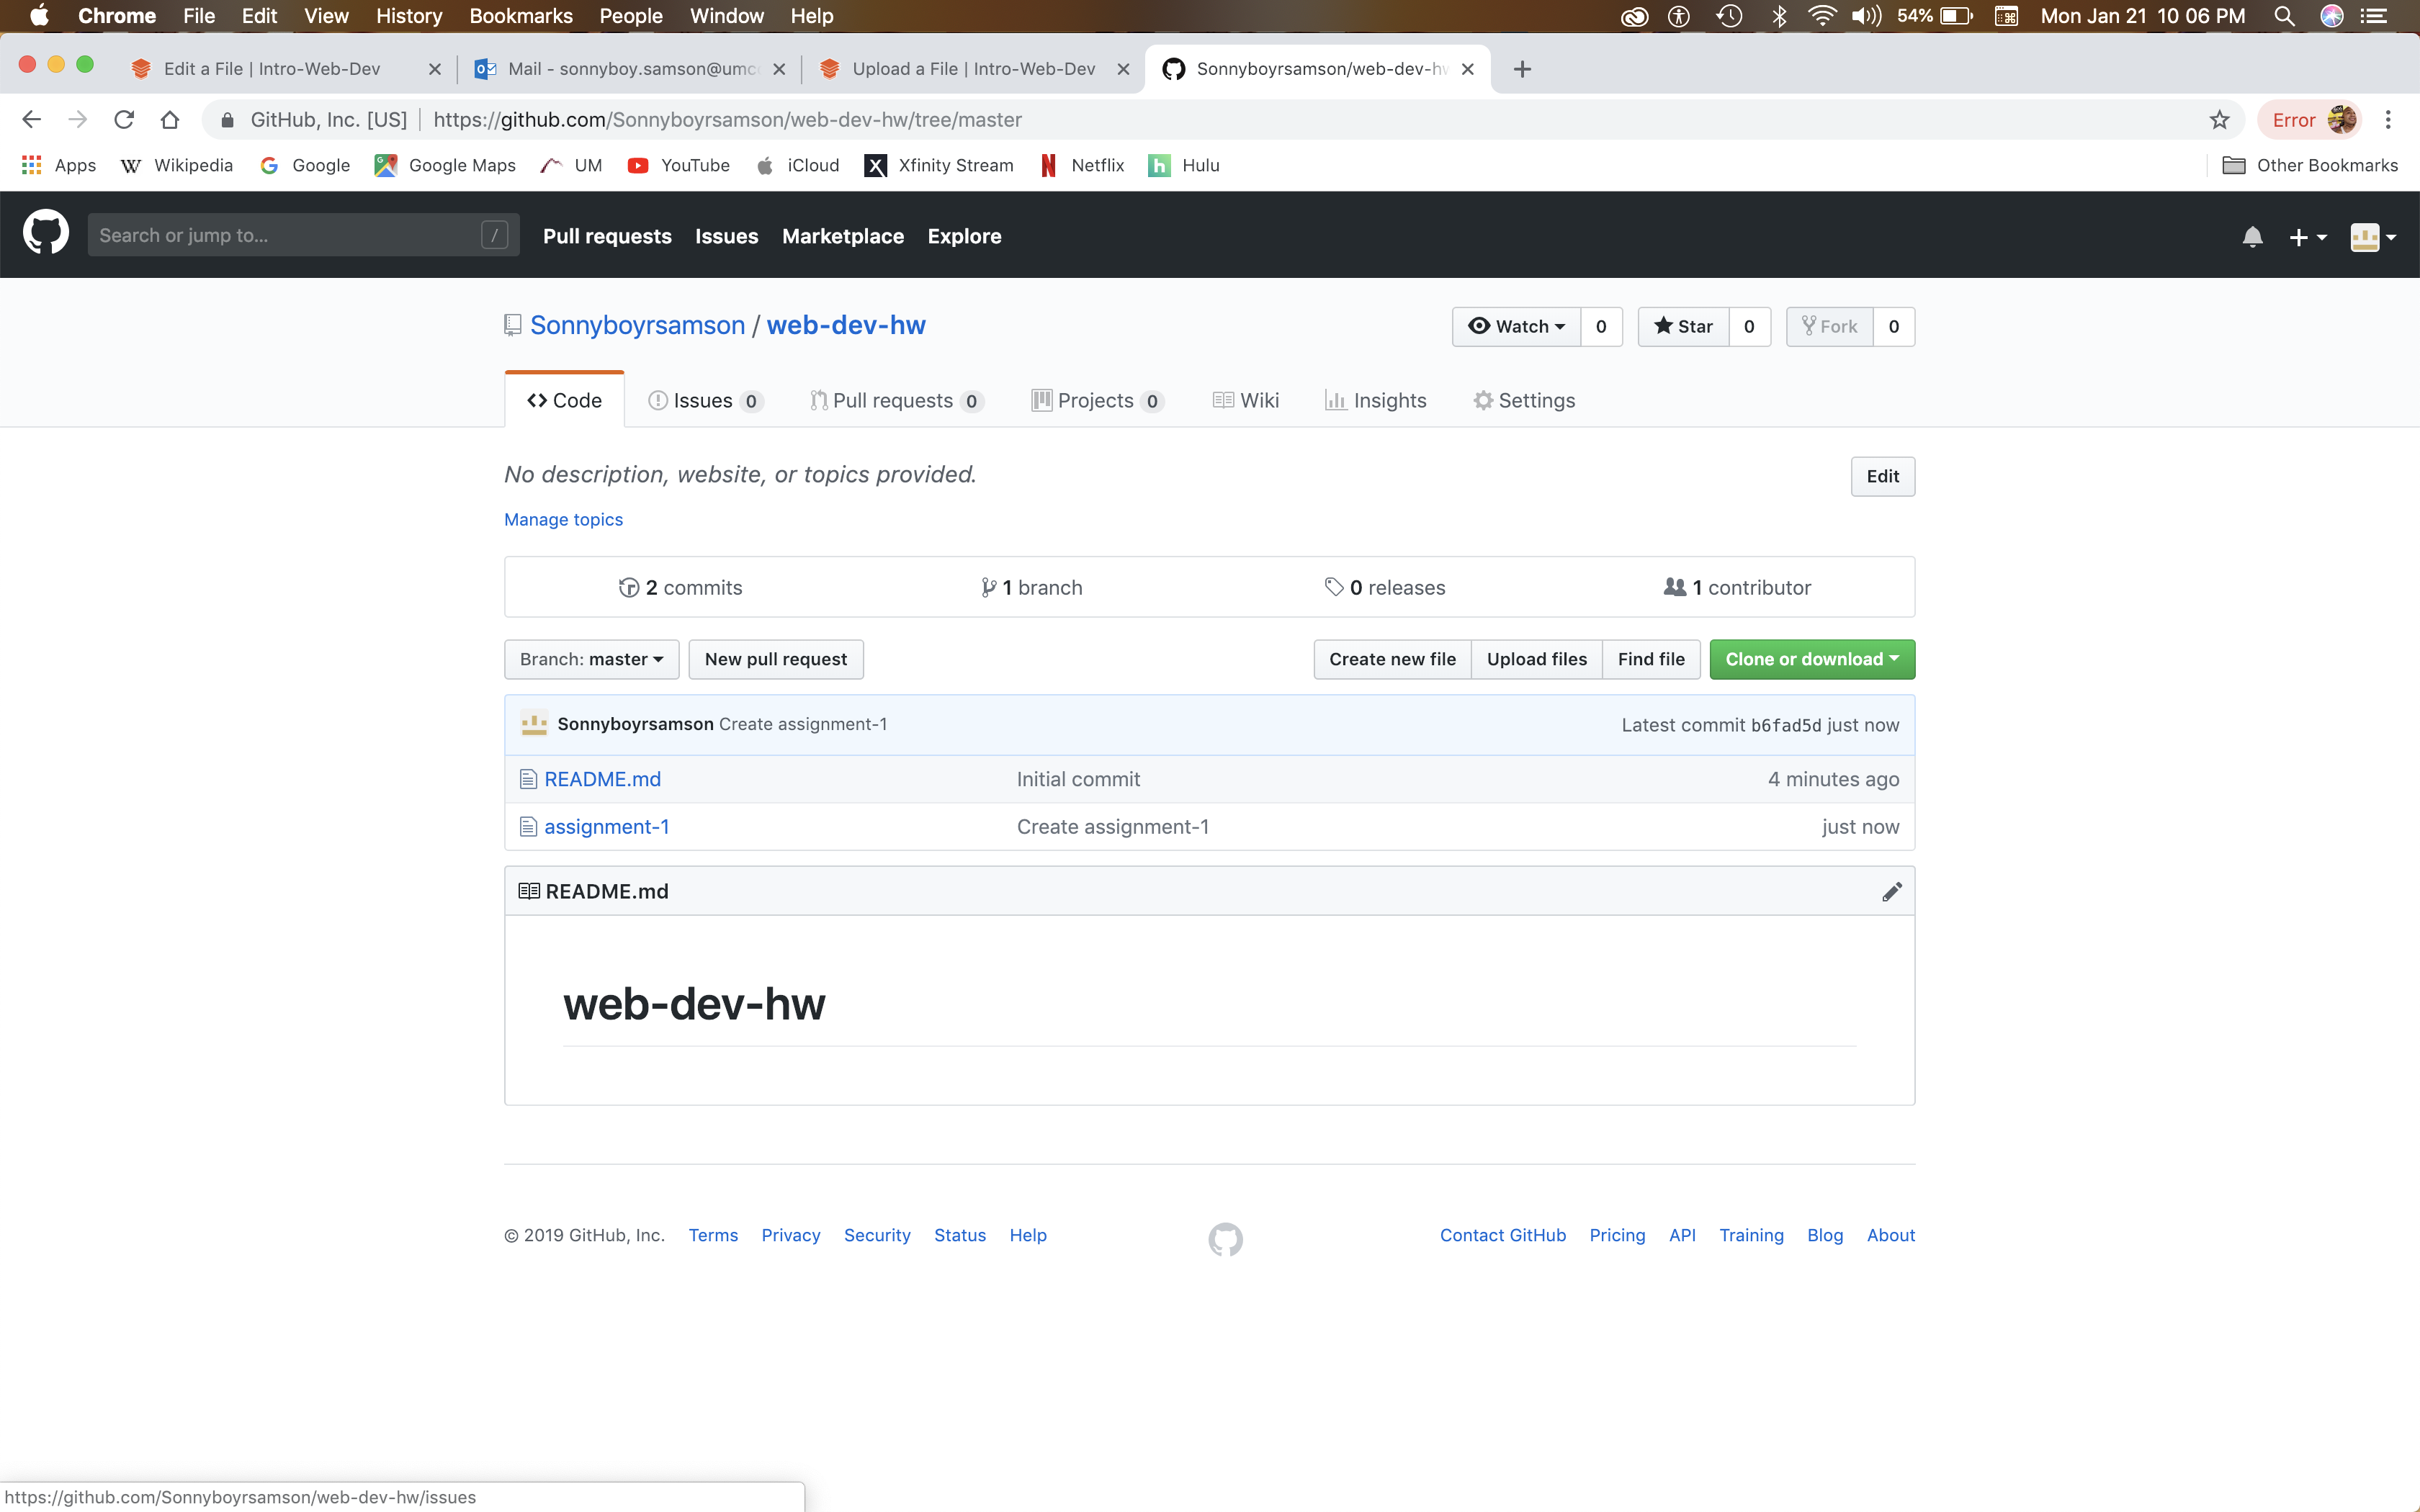 Chrome File Edit View History Bookmarks People Window Help 54% Mon Jan 21 10 06 PM
Edit a File | Intro-Web-Dev Mail - sonnyboy.samson@umc Upload a File | Intro-Web-Dev Sonnyboyrsamson/web-dev-hw
GitHub, Inc. [US] https://github.com/Sonnyboyrsamson/web-dev-hw/tree/master Error
Apps Wikipedia Google Google Maps UM YouTube iCloud Xfinity Stream Netflix Hulu Other Bookmarks
Search or jump to... / Pull requests Issues Marketplace Explore
Sonnyboyrsamson / web-dev-hw Watch 0 Star 0 Fork 0
Code Issues 0 Pull requests 0 Projects 0 Wiki Insights Settings
No description, website, or topics provided. Edit
Manage topics
2 commits 1 branch 0 releases 1 contributor
Branch: master New pull request Create new file Upload files Find file Clone or download
Sonnyboyrsamson Create assignment-1 Latest commit b6fad5d just now
README.md Initial commit 4 minutes ago
assignment-1 Create assignment-1 just now
README.md
web-dev-hw
© 2019 GitHub, Inc. Terms Privacy Security Status Help Contact GitHub Pricing API Training Blog About
https://github.com/Sonnyboyrsamson/web-dev-hw/issues